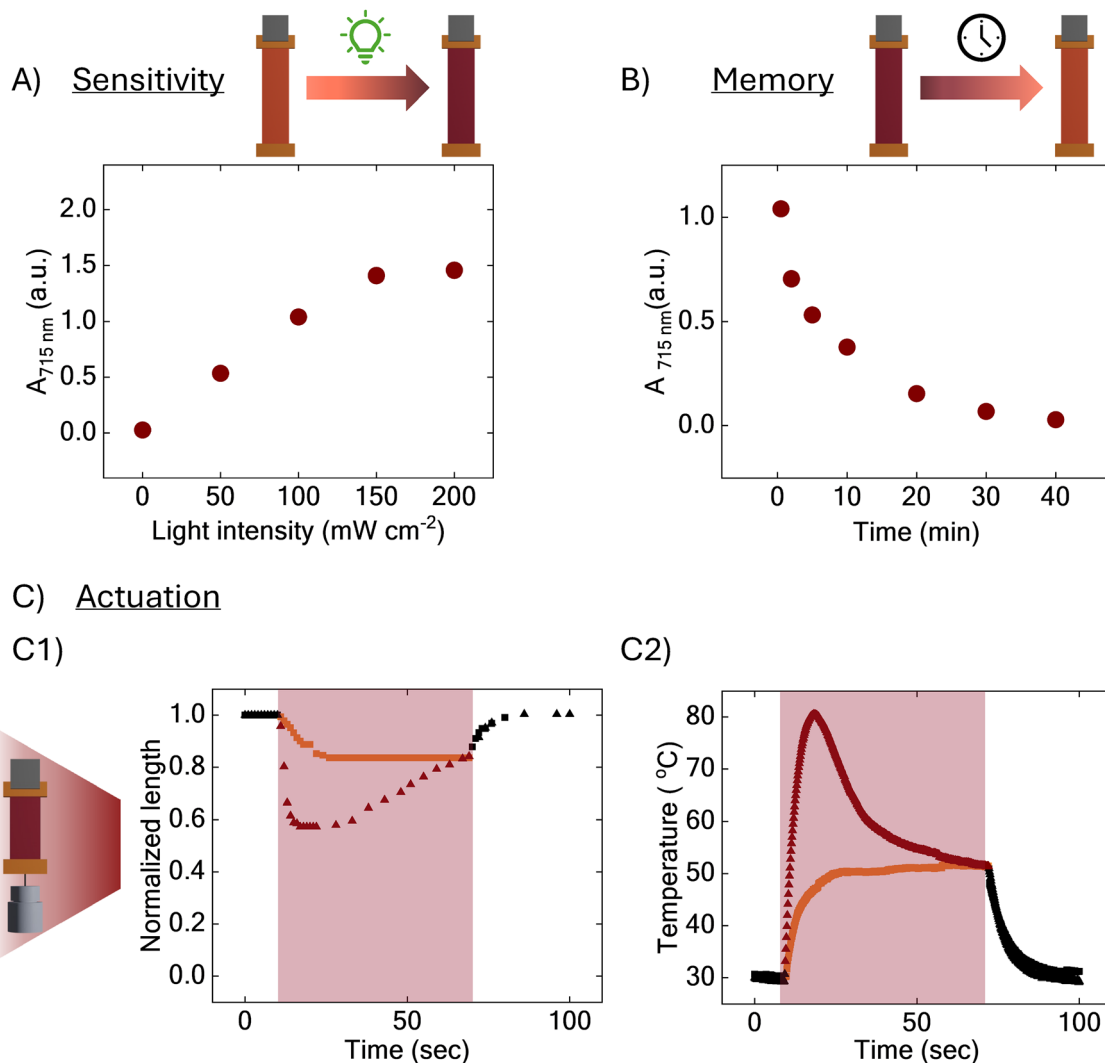 A) Sensitivity
B) Memory
2.0
1.5
1.0
0.5
0.0
A715 nm (a.u.)
0 50 100 150 200
Light intensity (mW cm-2)
1.0
0.5
0.0
A 715 nm(a.u.)
0 10 20 30 40
Time (min)
C) Actuation
C1)
1.0
0.8
0.6
0.4
0.2
0.0
Normalized length
0 50 100
Time (sec)
C2)
80
70
60
50
40
30
Temperature ( ºC)
0 50 100
Time (sec)